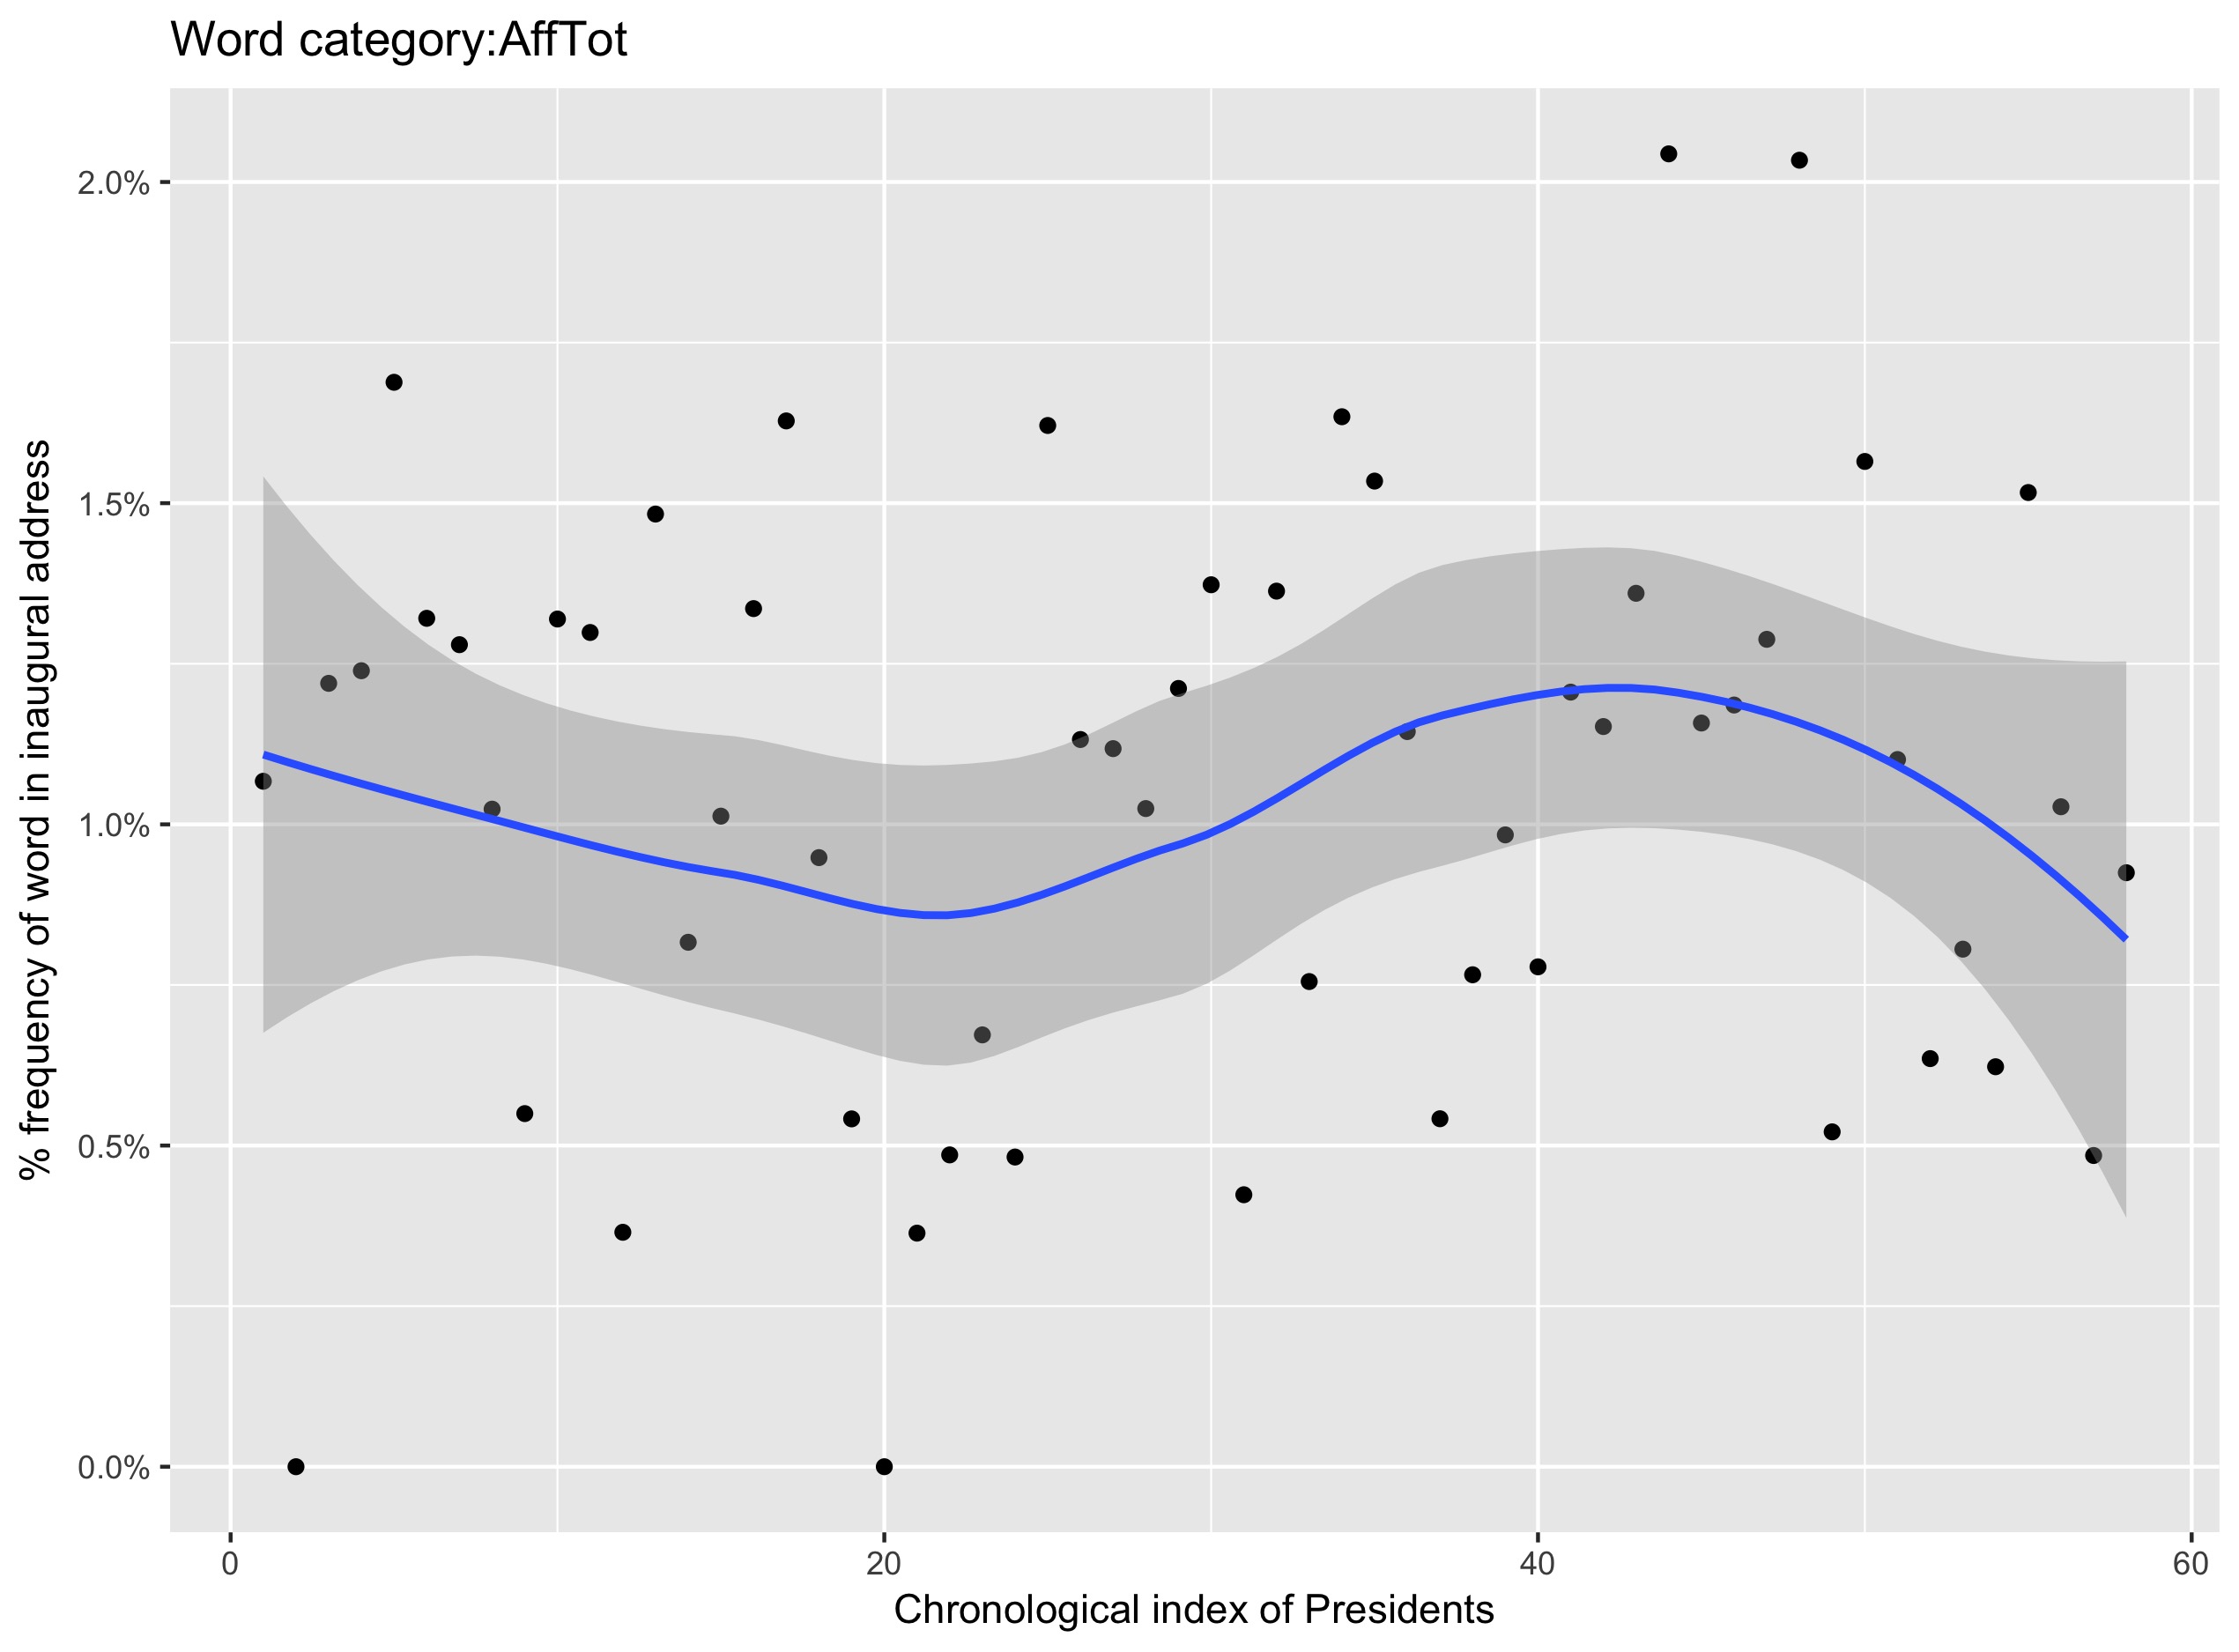 Word category:AffTot
% frequency of word in inaugural address
2.0%
1.5%
1.0%
0.5%
0.0%
0 20 40 60
Chronological index of Presidents